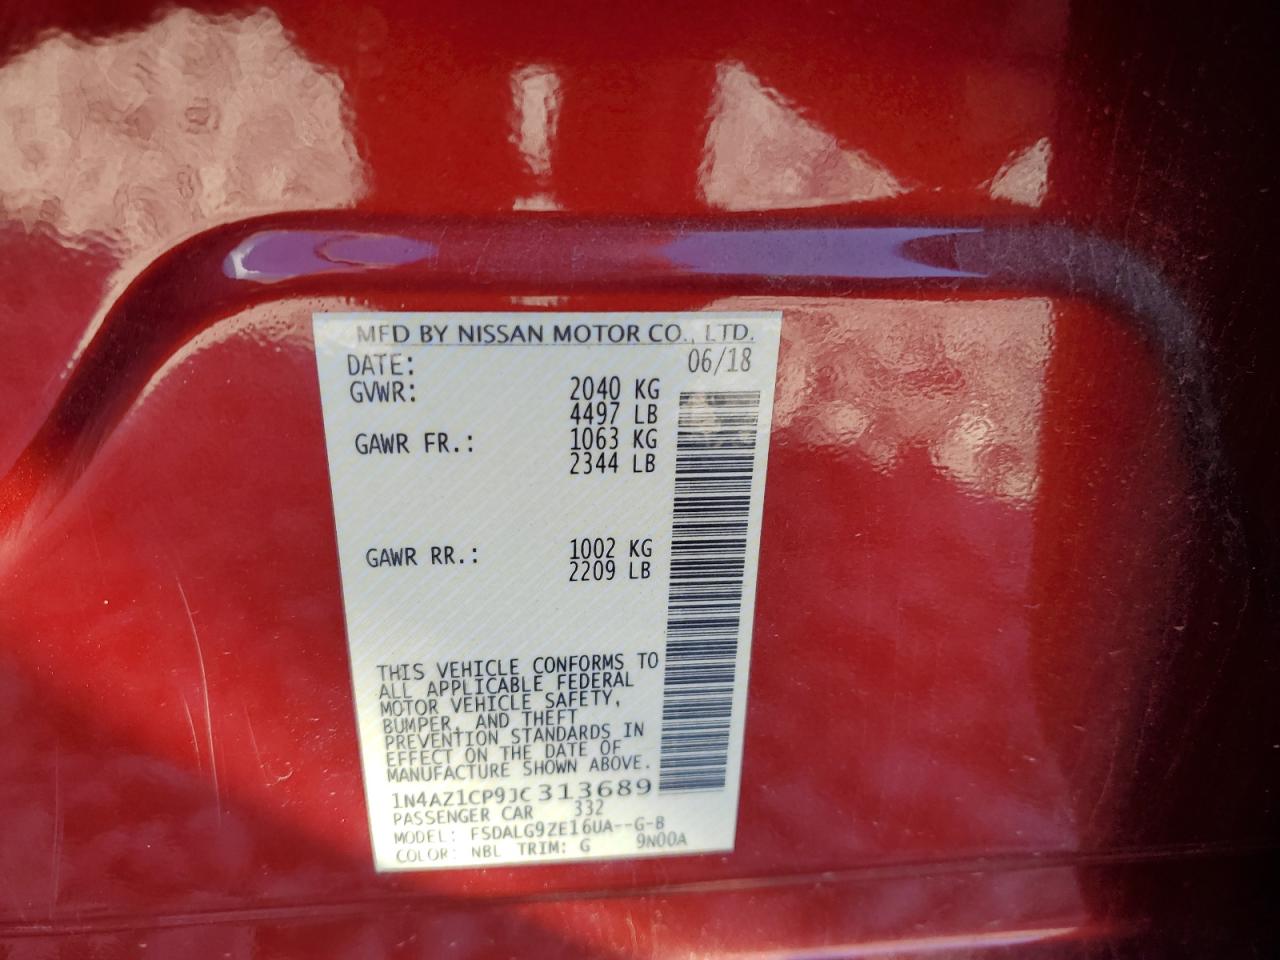 MFD BY NISSAN MOTOR CO., LTD.
DATE: 06/18
GVWR: 2040 KG
4497 LB
GAWR FR.: 1063 KG
2344 LB
GAWR RR.: 1002 KG
2209 LB
THIS VEHICLE CONFORMS TO
ALL APPLICABLE FEDERAL
MOTOR VEHICLE SAFETY,
BUMPER, AND THEFT
PREVENTION STANDARDS IN
EFFECT ON THE DATE OF
MANUFACTURE SHOWN ABOVE.
1N4AZ1CP9JC313689
PASSENGER CAR 332
MODEL: FSDALG9ZE16UA--G-B
COLOR: NBL TRIM: G 9N00A